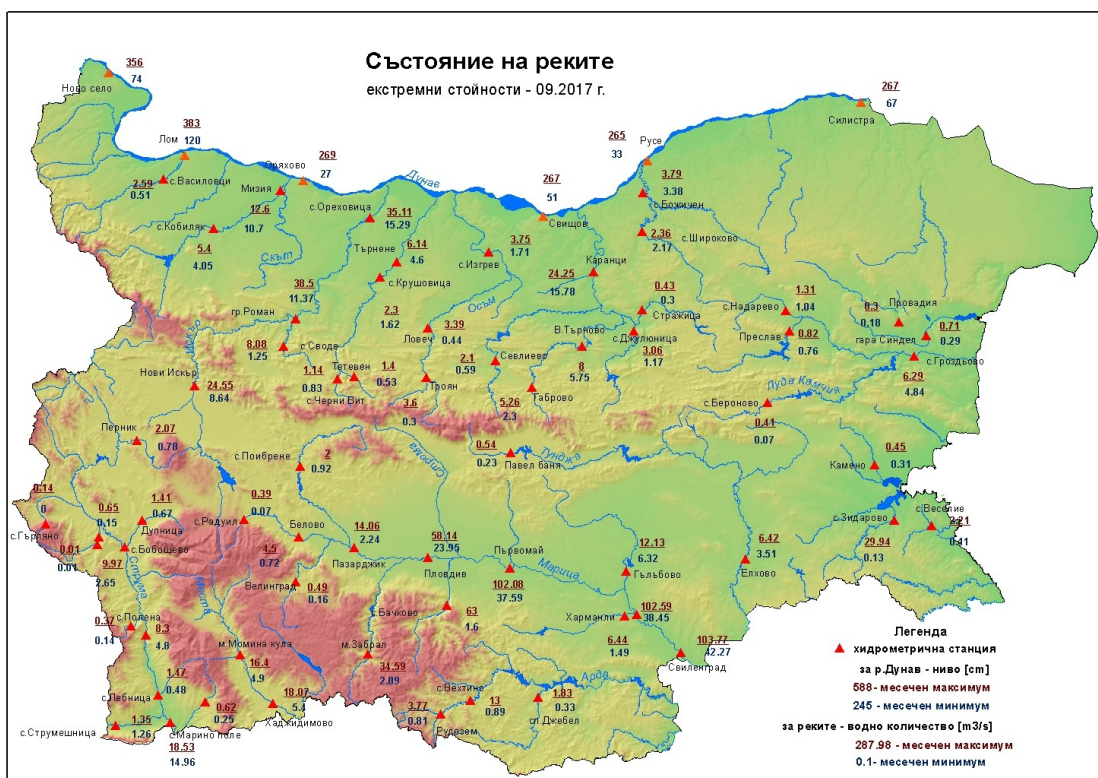 Състояние на реките
екстремни стойности - 09.2017 г.
356
74
Ново село
267
67
Силистра
383
Лом 120
265
Русе
33
Оряхово
269
27
Дунав
267
51
Свищов
2.59
0.51
с.Василовци
Мизия
12.6
10.7
с.Кобиляк
5.4
4.05
Скът
с.Ореховица
35.11
15.29
Търнене
6.14
4.6
с.Крушовица
2.3
1.62
3.75
1.71
с.Изгрев
3.79
3.38
с.Божичен
2.36
2.17
с.Широково
Каранци
24.25
15.78
38.5
11.37
гр.Роман
Искър
Осъм
3.39
0.44
Ловеч
0.43
0.3
Стражица
В.Търново
с.Джулюница
3.06
1.17
8
5.75
1.31
1.04
с.Надарево
Преслав
0.82
0.76
8.3
0.18
Провадия
гара Синдел
0.71
0.29
с.Гроздьово
6.29
4.84
8.08
1.25
с.Своде
1.14
0.83
Тетевен
1.4
0.53
с.Черни Вит
Севлиево
2.1
0.59
Троян
3.6
0.3
5.26
2.3
Габрово
Нови Искър
24.55
8.64
Луда Камчия
с.Бероново
0.41
0.07
Перник
2.07
0.78
с.Поибрене
2
0.92
Стряма
0.54
0.23
Павел баня
Тунджа
0.45
0.31
Камено
0.14
0
с.Гърляно
0.65
0.15
1.41
0.67
Дупница
с.Радуил
0.39
0.07
Белово
14.06
2.24
Пазарджик
58.14
23.95
Пловдив
Първомай
102.08
37.59
Марица
12.13
6.32
Гълъбово
6.42
3.51
Елхово
с.Зидарово
29.94
0.13
с.Веселие
2.21
0.41
0.01
0.01
с.Бобошево
9.97
2.65
Струма
Места
4.5
0.72
Велинград
0.49
0.16
с.Бачково
63
1.6
Харманли
102.59
38.45
6.44
1.49
103.77
42.27
Свиленград
с.Полена
0.37
0.14
8.3
4.8
м.Момина кула
16.4
4.9
м.Забрал
34.59
2.09
1.47
0.48
с.Лебница
0.62
0.25
18.07
5.4
Хаджидимово
с.Вехтино
13
0.89
3.77
0.81
Рудозем
Арда
1.83
0.33
сп.Джебел
1.35
1.26
с.Струмешница
с.Марино поле
18.53
14.96
Легенда
хидрометрична станция
за р.Дунав - ниво [cm]
588- месечен максимум
245 - месечен минимум
за реките - водно количество [m3/s]
287.98 - месечен максимум
0.1- месечен минимум